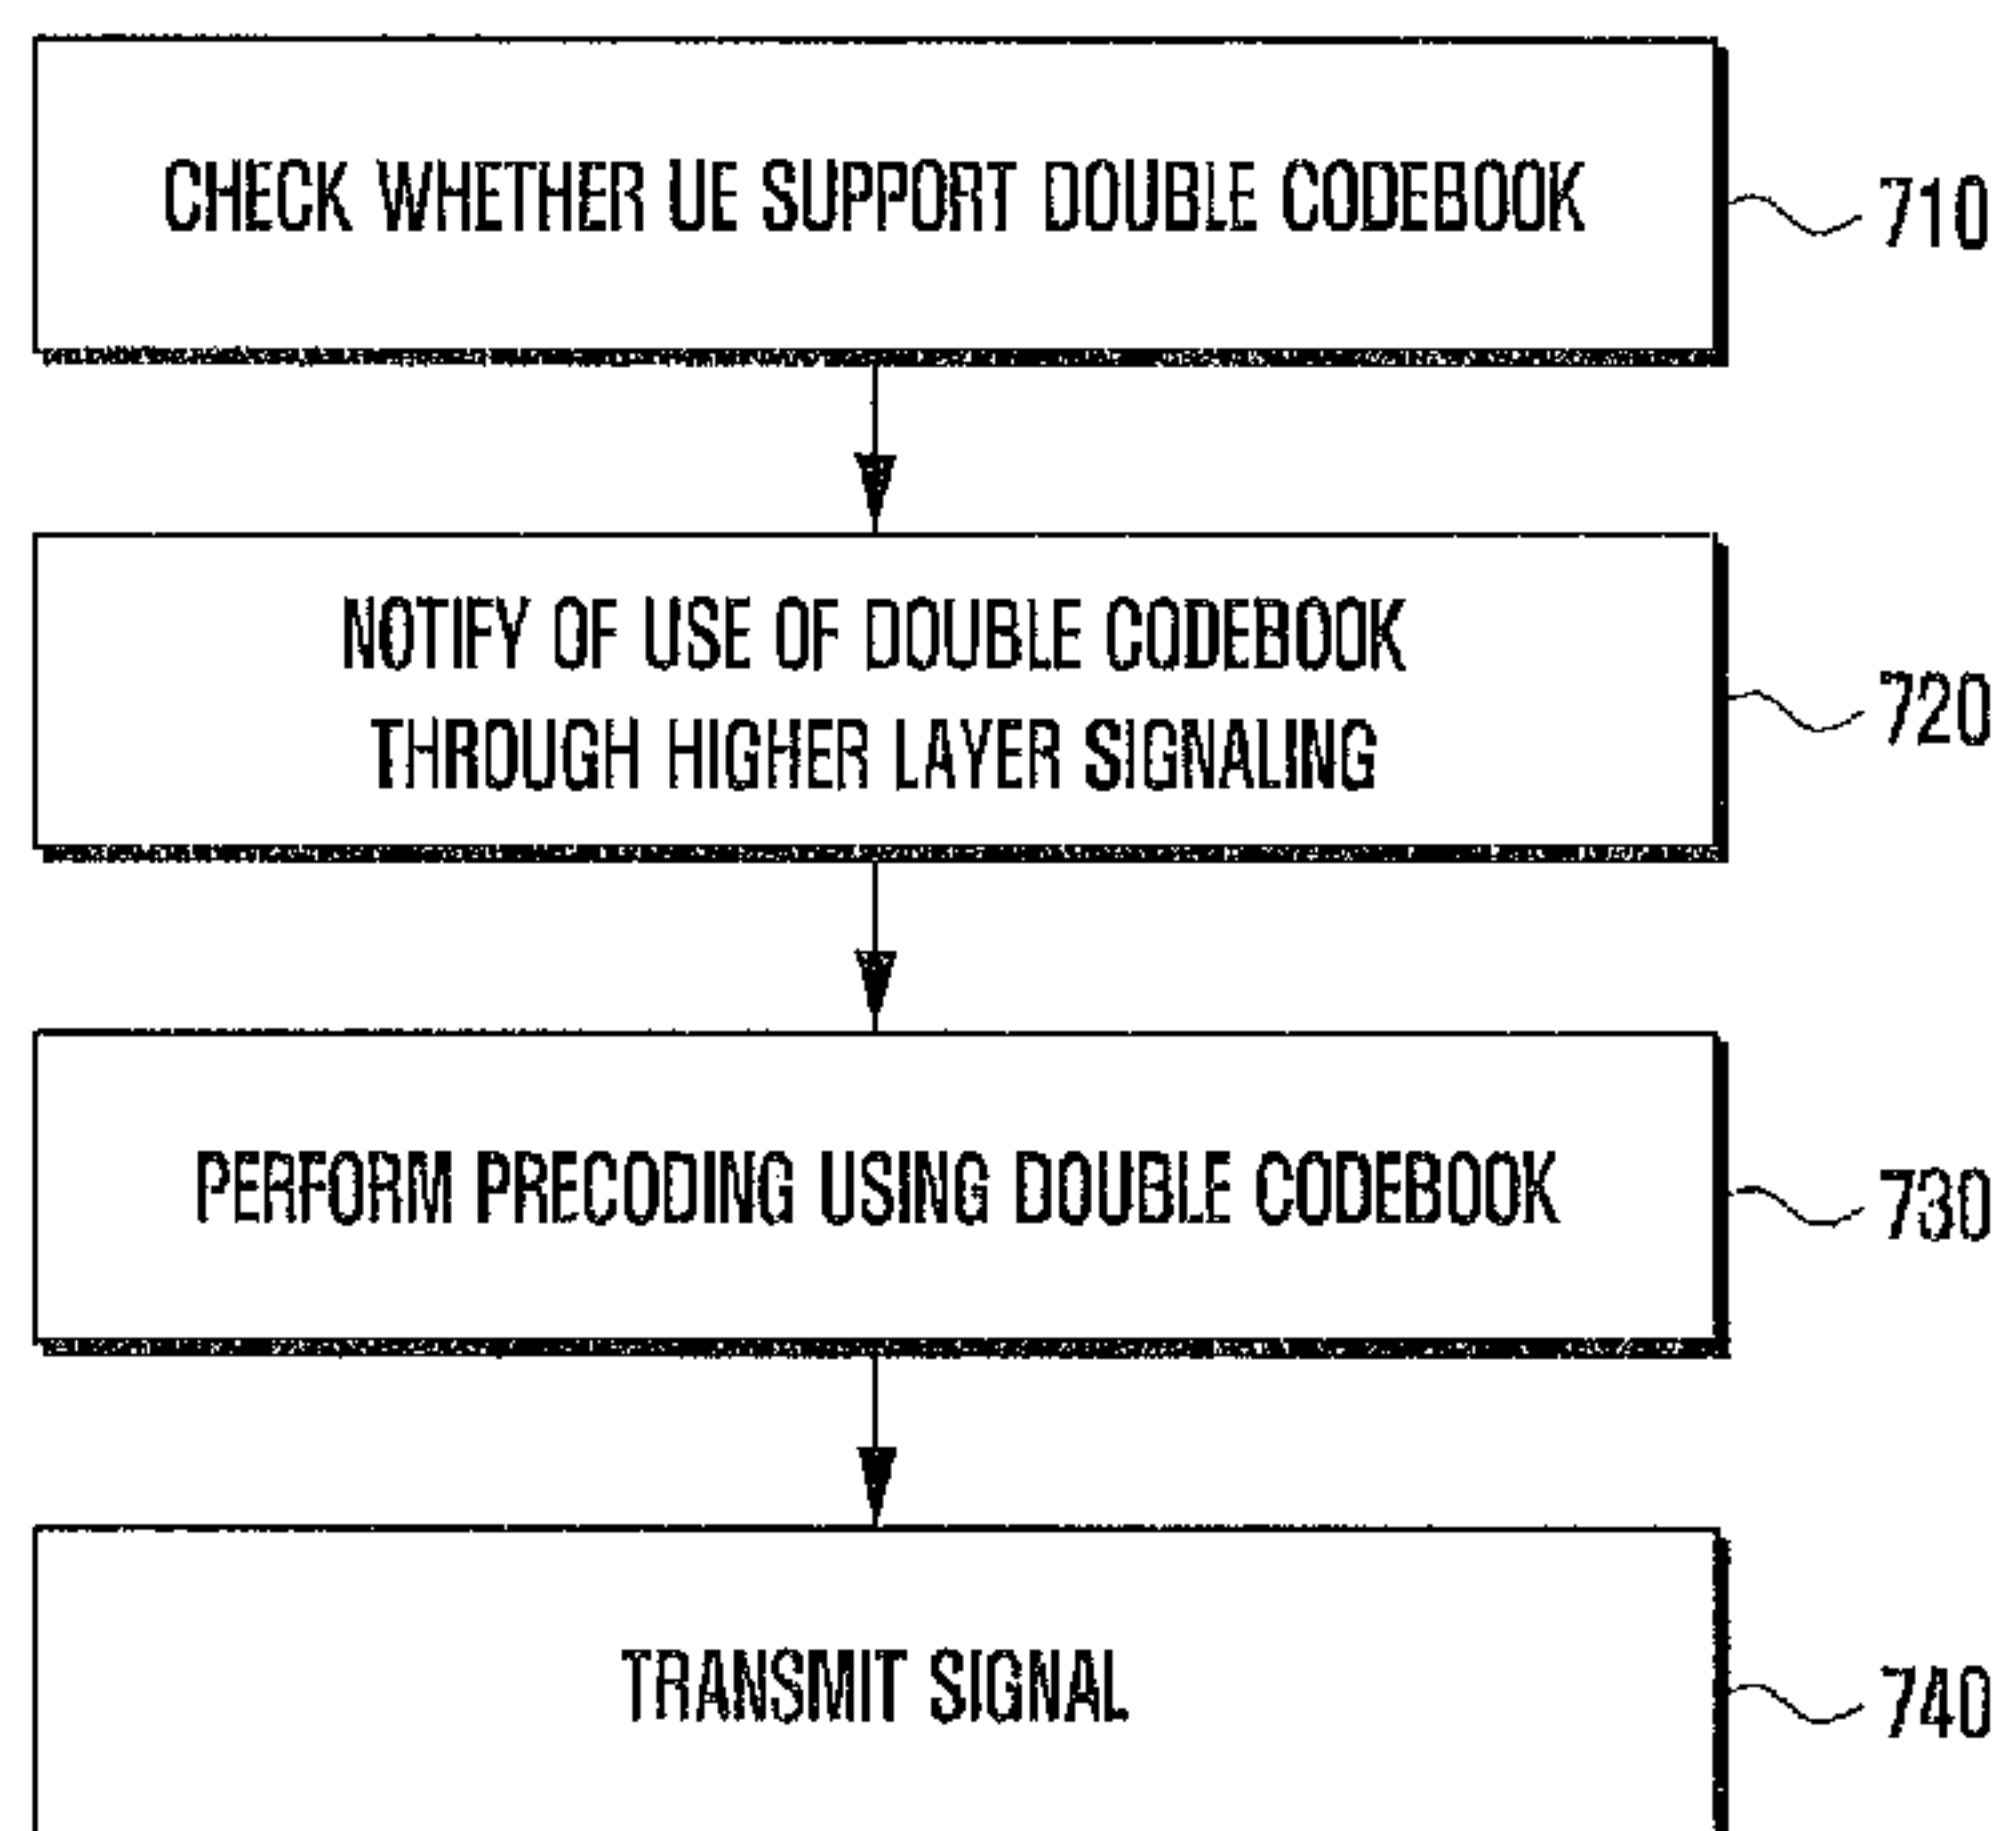 CHECK WHETHER UE SUPPORT DOUBLE CODEBOOK
710
NOTIFY OF USE OF DOUBLE CODEBOOK
THROUGH HIGHER LAYER SIGNALING
720
PERFORM PRECODING USING DOUBLE CODEBOOK
730
TRANSMIT SIGNAL
740